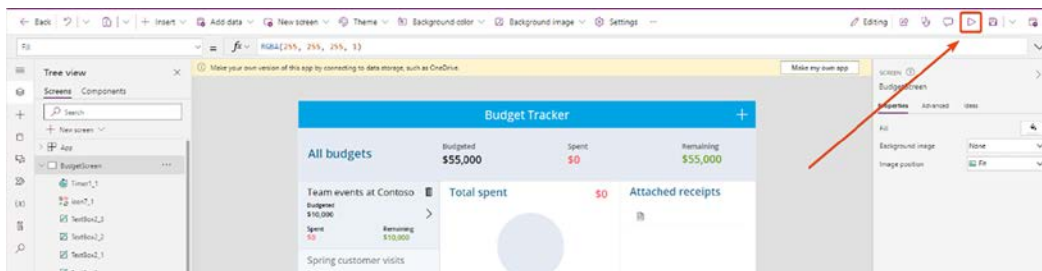 Back Insert Add data New screen Theme Background color Background image Settings Editing
Fill = fx RGBA(255, 255, 255, 1)
Tree view
Screens Components
Search
New screen
App
BudgetScreen
Timer1_1
icon7_1
TextBox2_3
TextBox2_2
TextBox2_1
Make your own version of this app by connecting to data storage, such as OneDrive. Make my own app
Budget Tracker
All budgets
Budgeted Spent Remaining
$55,000 $0 $55,000
Team events at Contoso
Budgeted
$10,000
Spent Remaining
$0 $10,000
Spring customer visits
Total spent $0
Attached receipts
SCREEN
BudgetScreen
Properties Advanced Ideas
Fill
Background image None
Image position Fit